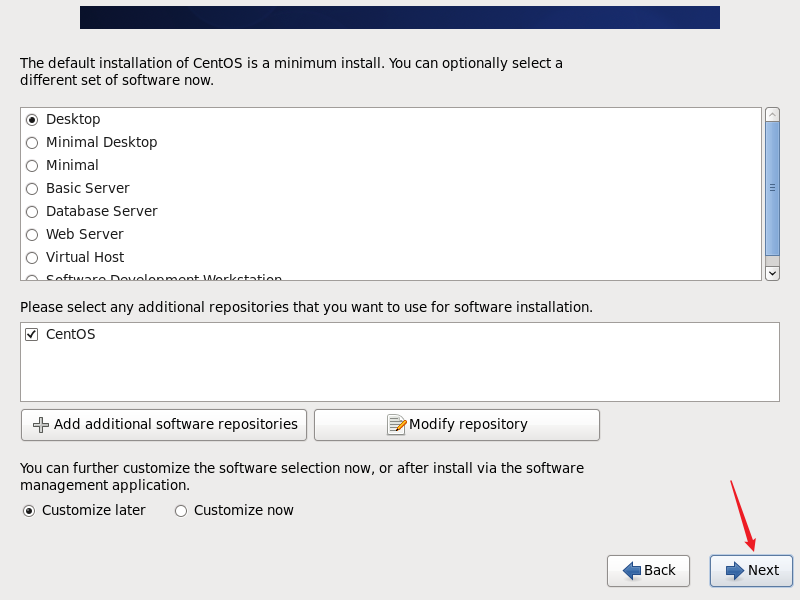 The default installation of CentOS is a minimum install. You can optionally select a
different set of software now.
Desktop
Minimal Desktop
Minimal
Basic Server
Database Server
Web Server
Virtual Host
Software Development Workstation
Please select any additional repositories that you want to use for software installation.
CentOS
Add additional software repositories
Modify repository
You can further customize the software selection now, or after install via the software
management application.
Customize later
Customize now
Back
Next